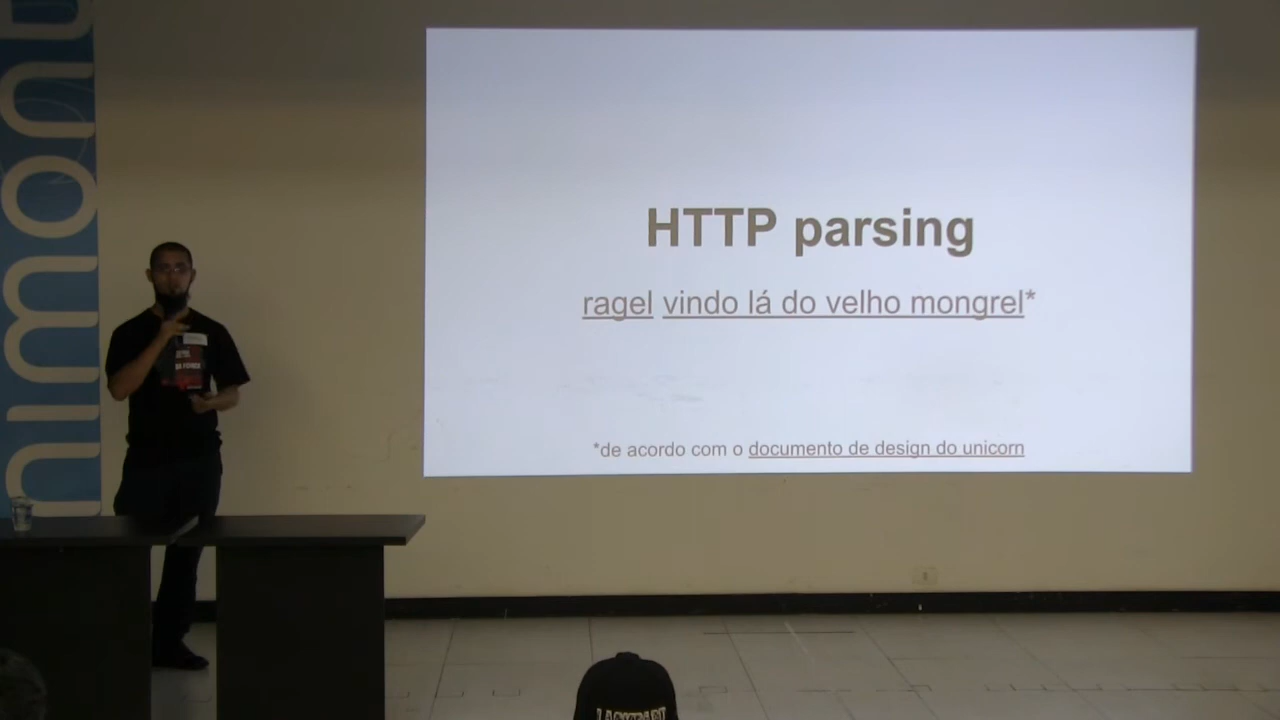 HTTP parsing
ragel vindo lá do velho mongrel*
*de acordo com o documento de design do unicorn